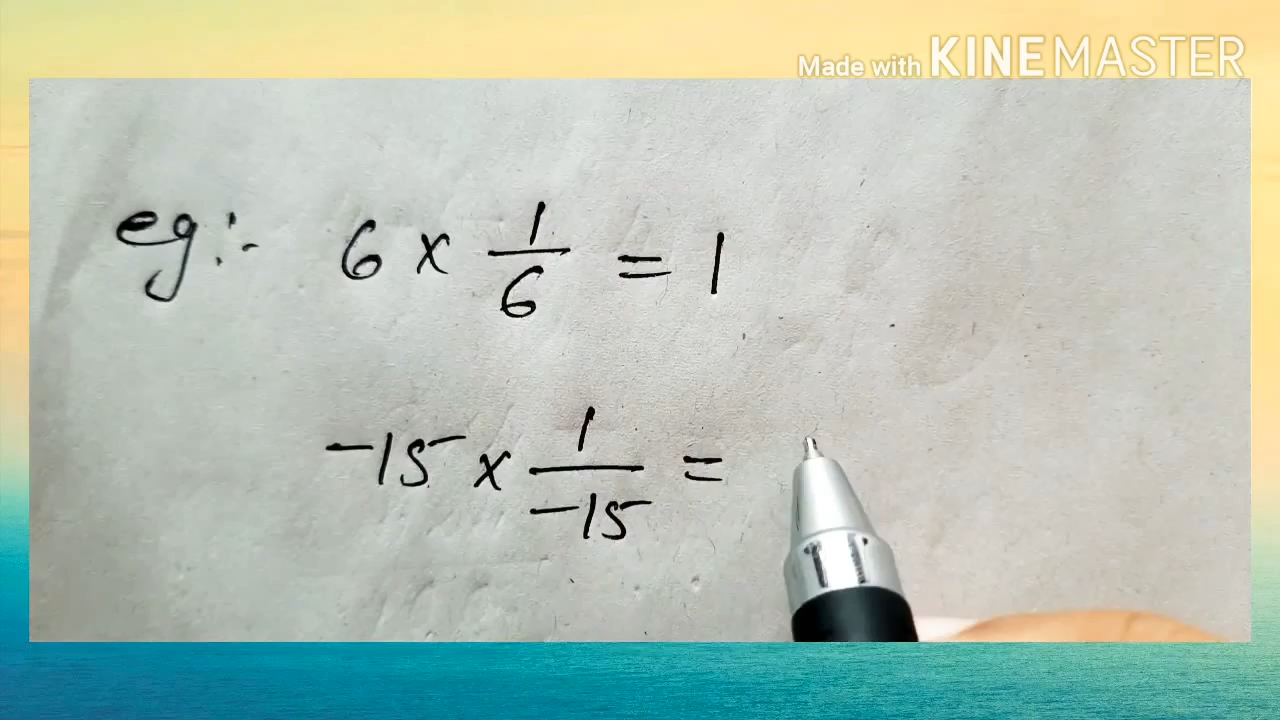 Made with KINEMASTER
eg:- 6 × 1/6 = 1
-15 × 1/-15 =